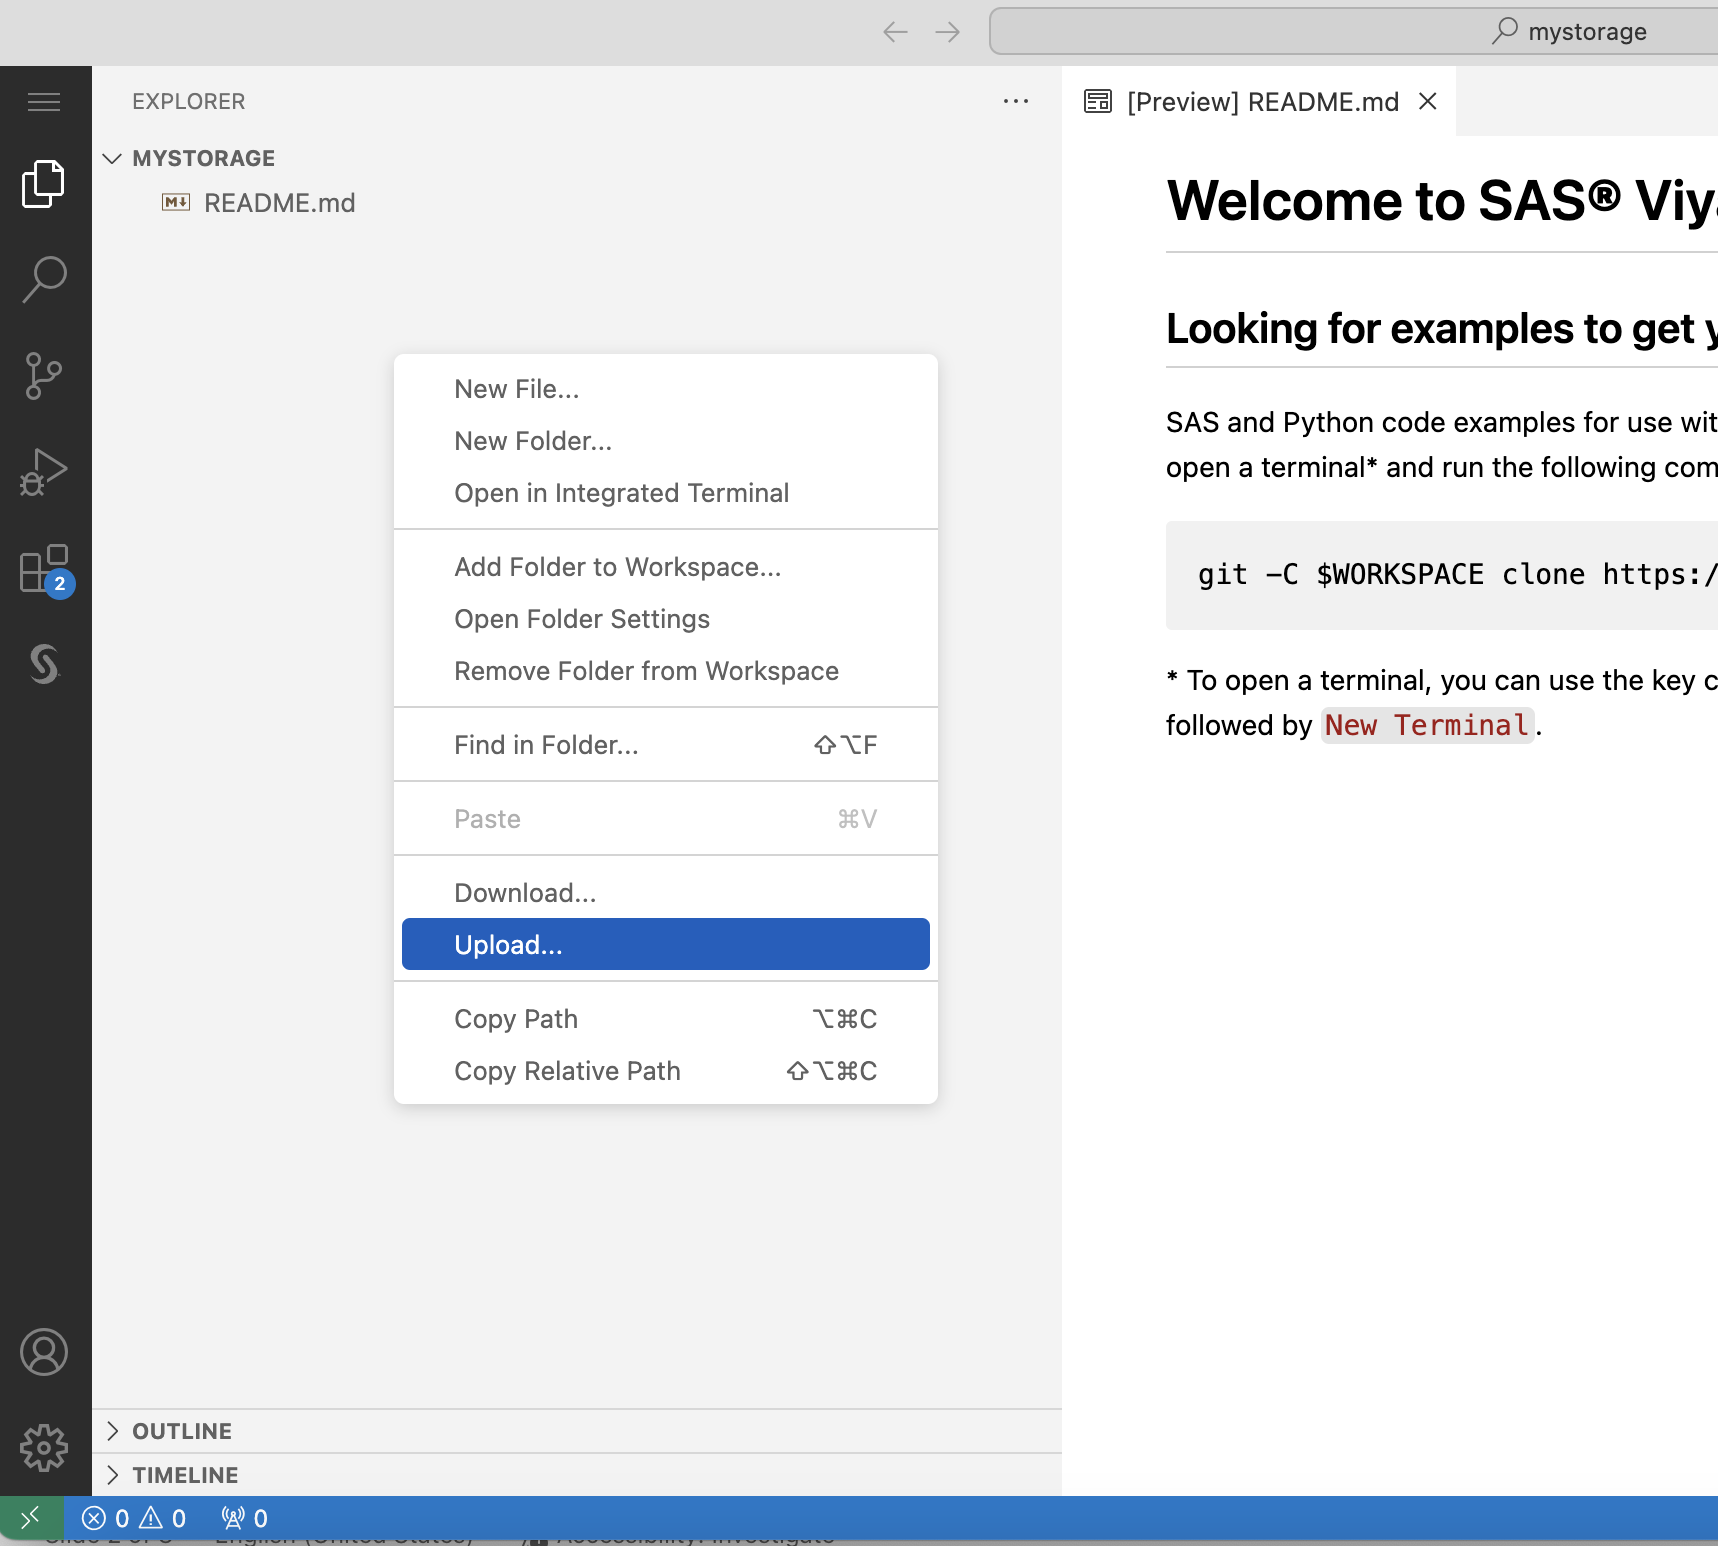 mystorage
EXPLORER
[Preview] README.md
MYSTORAGE
README.md
Welcome to SAS®
Looking for examples to get
SAS and Python code examples for use
open a terminal* and run the following
git -C $WORKSPACE clone https:/
* To open a terminal, you can use the key
followed by New Terminal.
New File...
New Folder...
Open in Integrated Terminal
Add Folder to Workspace...
Open Folder Settings
Remove Folder from Workspace
Find in Folder... ⇧⌥F
Paste ⌘V
Download...
Upload...
Copy Path ⌥⌘C
Copy Relative Path ⇧⌥⌘C
2
OUTLINE
TIMELINE
0 0 0